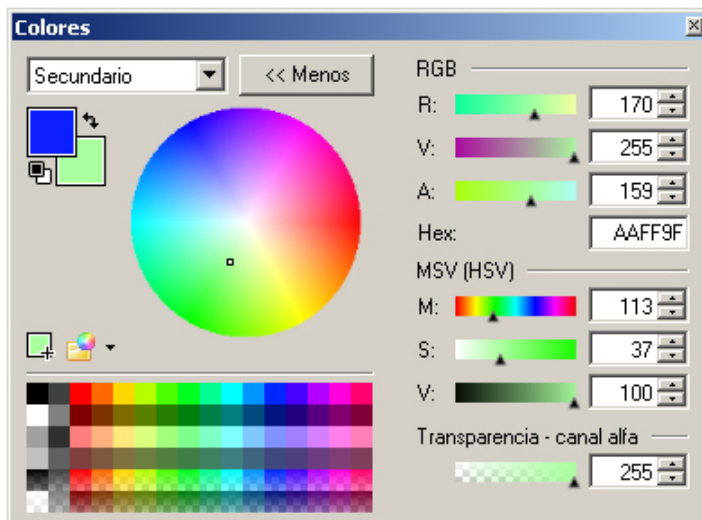 Colores
Secundario
<< Menos
RGB
R: 170
V: 255
A: 159
Hex: AAFF9F
MSV (HSV)
M: 113
S: 37
V: 100
Transparencia - canal alfa
255